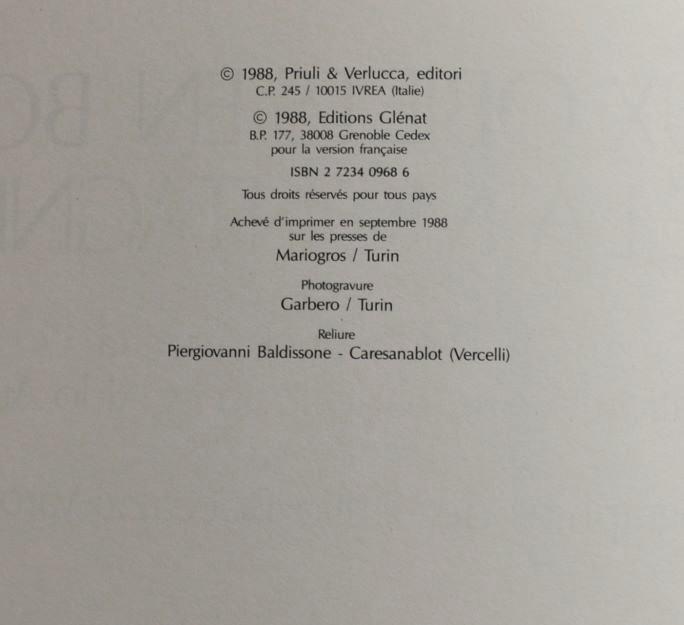 © 1988, Priuli & Verlucca, editori
C.P. 245 / 10015 IVREA (Italie)
© 1988, Editions Glénat
B.P. 177, 38008 Grenoble Cedex
pour la version française
ISBN 2 7234 0968 6
Tous droits réservés pour tous pays
Achevé d'imprimer en septembre 1988
sur les presses de
Mariogros / Turin
Photogravure
Garbero / Turin
Reliure
Piergiovanni Baldissone - Caresanablot (Vercelli)